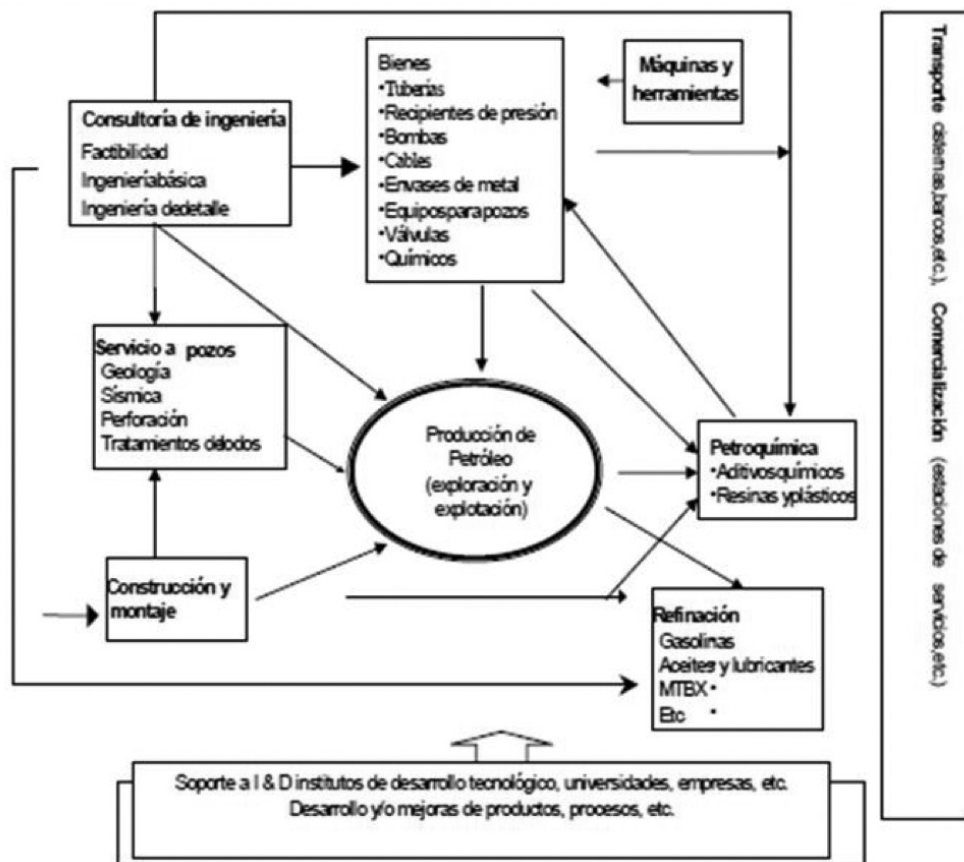 Consultoría de ingeniería
Factibilidad
Ingenieríabásica
Ingeniería dedetalle
Bienes
•Tuberías
•Recipientes de presión
•Bombas
•Cables
•Envases de metal
•Equiposparapozos
•Válvulas
•Químicos
Máquinas y
herramientas
Servicio a pozos
Geología
Sísmica
Perforación
Tratamientos delodos
Producción de
Petróleo
(exploración y
explotación)
Petroquímica
•Aditivosquímicos
•Resinas yplásticos
Construcción y
montaje
Refinación
Gasolinas
Aceites y lubricantes
MTBX •
Etc •
Soporte a I & D institutos de desarrollo tecnológico, universidades, empresas, etc.
Desarrollo y/o mejoras de productos, procesos, etc.
Transporte cisternas,barcos,etc.), Comercialización (estaciones de servicios,etc.)